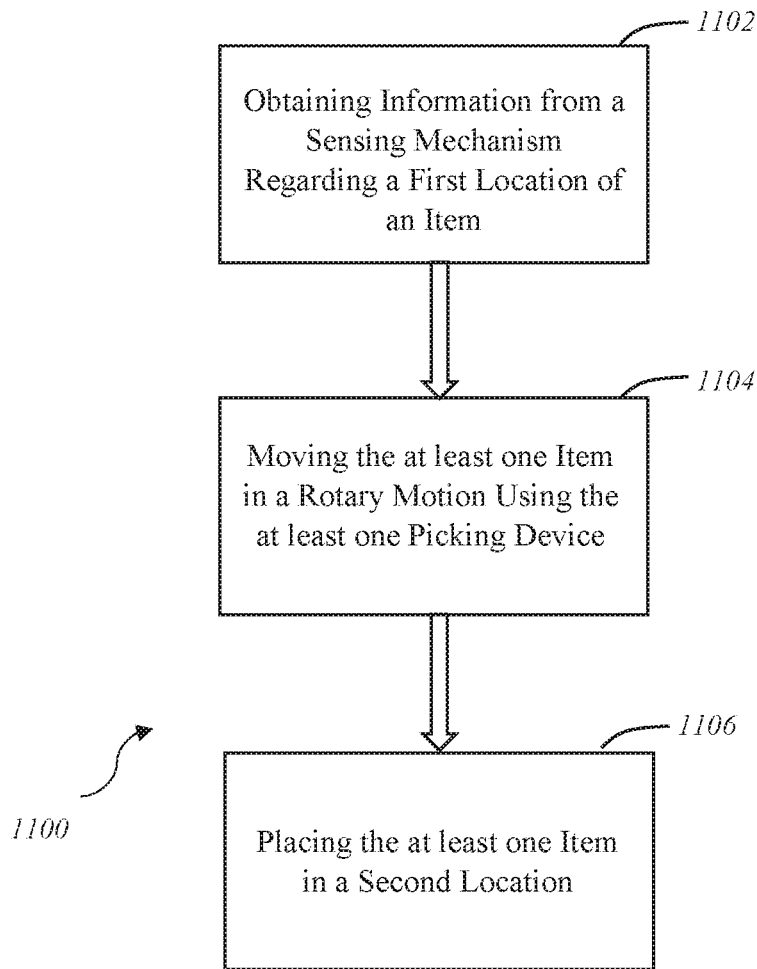 1102
Obtaining Information from a
Sensing Mechanism
Regarding a First Location of
an Item
1104
Moving the at least one Item
in a Rotary Motion Using the
at least one Picking Device
1106
Placing the at least one Item
in a Second Location
1100